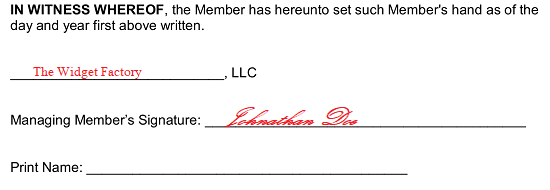 IN WITNESS WHEREOF, the Member has hereunto set such Member's hand as of the
day and year first above written.
The Widget Factory, LLC
Managing Member's Signature: Johnathan Doe
Print Name: